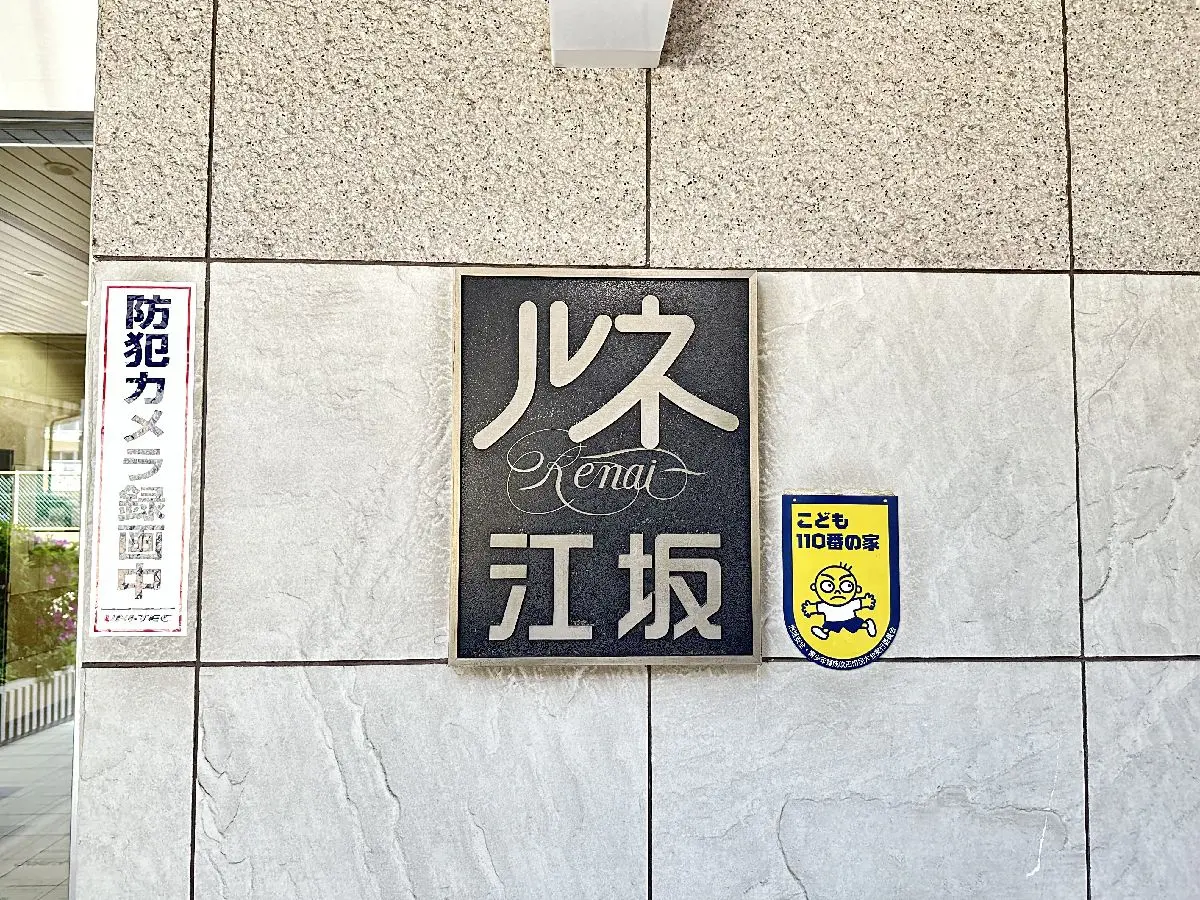 防犯カメラ録画中
ルネ
Renai
江坂
こども
110番の家